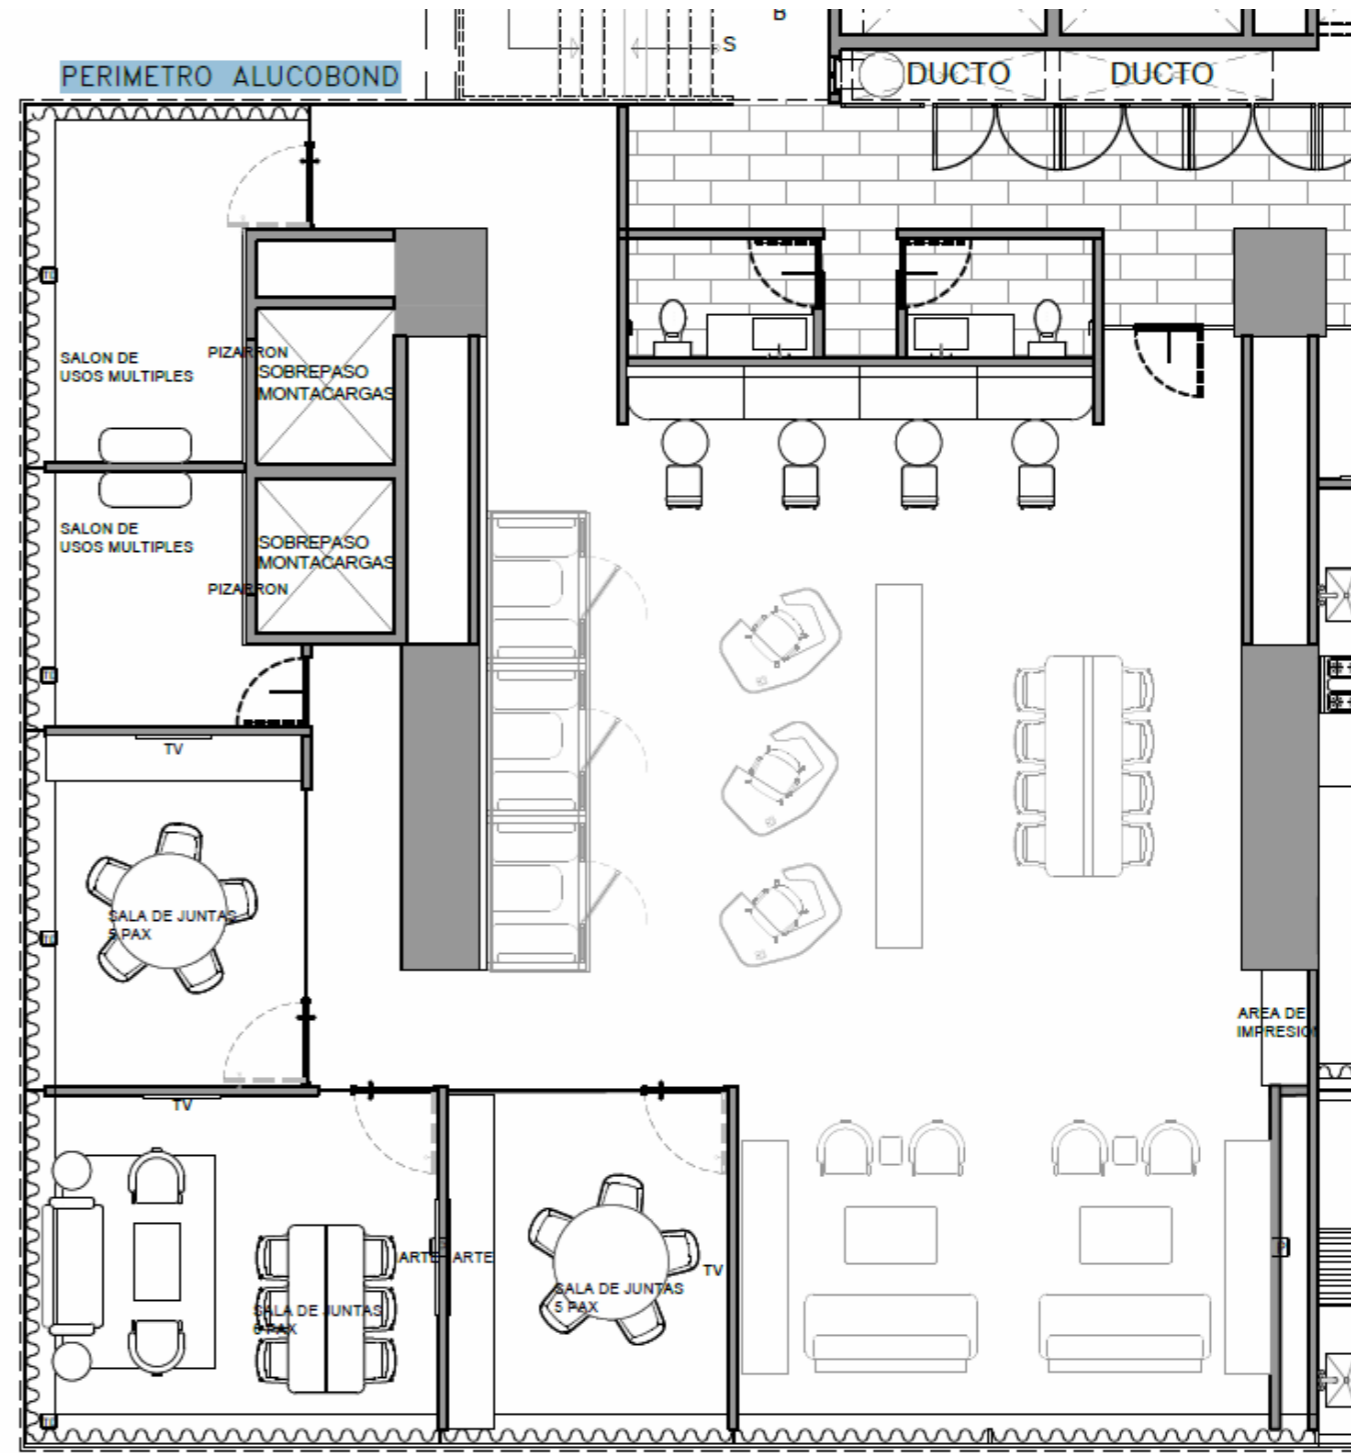 B
S
PERIMETRO ALUCOBOND
DUCTO
DUCTO
SALON DE
USOS MULTIPLES
PIZARRON
SOBREPASO
MONTACARGAS
SALON DE
USOS MULTIPLES
SOBREPASO
MONTACARGAS
PIZARRON
TV
SALA DE JUNTAS
5 PAX
AREA DE
IMPRESIO
TV
ARTE
ARTE
TV
SALA DE JUNTAS
5 PAX
SALA DE JUNTAS
6 PAX